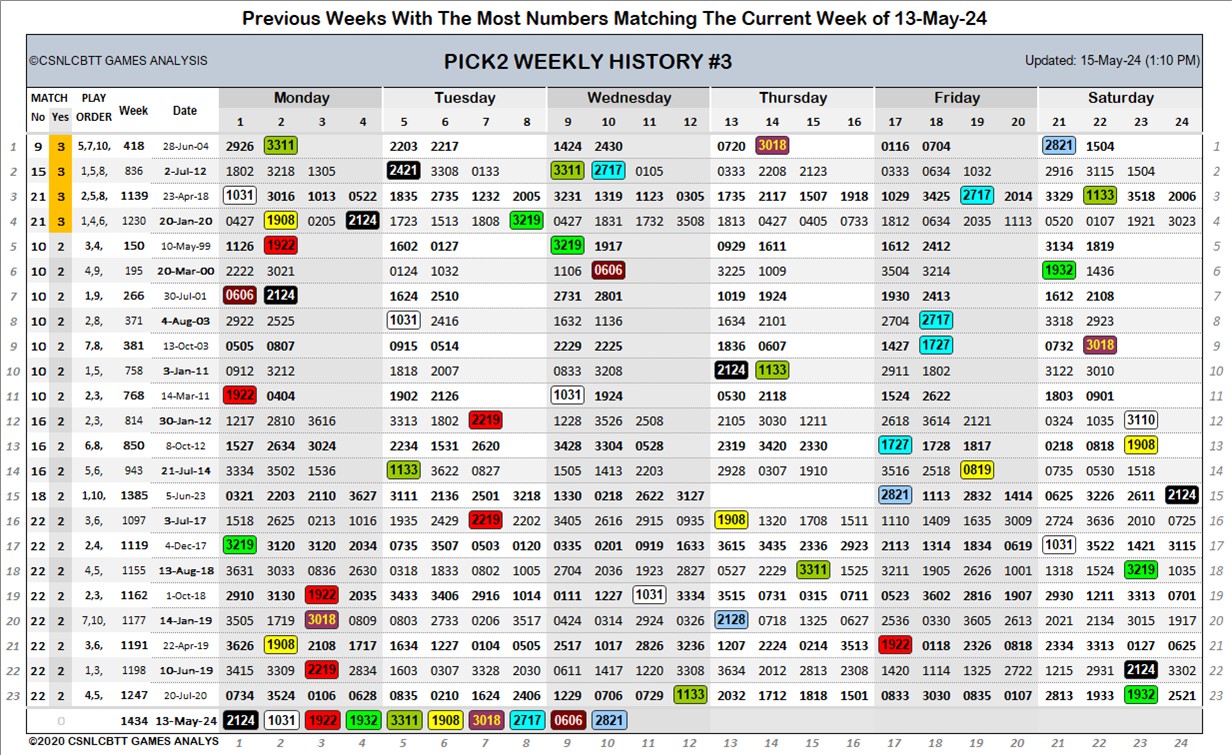 Previous Weeks With The Most Numbers Matching The Current Week of 13-May-24
©CSNLCBTT GAMES ANALYSIS PICK2 WEEKLY HISTORY #3 Updated: 15-May-24 (1:10 PM)
MATCH PLAY Week Date Monday Tuesday Wednesday Thursday Friday Saturday
No Yes ORDER 1 2 3 4 5 6 7 8 9 10 11 12 13 14 15 16 17 18 19 20 21 22 23 24
1 9 3 5,7,10, 418 28-Jun-04 2926 3311 2203 2217 1424 2430 0720 3018 0116 0704 2821 1504 1
2 15 3 1,5,8, 836 2-Jul-12 1802 3218 1305 2421 3308 0133 3311 2717 0105 0333 2208 2123 0333 0634 1032 2916 3115 1504 2
3 21 3 2,5,8, 1139 23-Apr-18 1031 3016 1013 0522 1835 2735 1232 2005 3231 1319 1123 0305 1735 2117 1507 1918 1029 3425 2717 2014 3329 1133 3518 2006 3
4 21 3 1,4,6, 1230 20-Jan-20 0427 1908 0205 2124 1723 1513 1808 3219 0427 1831 1732 3508 1813 0427 0405 0733 1812 0634 2135 1113 0520 0107 1921 3023 4
5 10 2 3,4, 150 10-May-99 1126 1922 1602 0127 3219 1917 0929 1611 1612 2412 3134 1819 5
6 10 2 4,9, 195 20-Mar-00 2222 3021 0124 1032 1106 0606 3225 1009 3504 3214 1932 1436 6
7 10 2 1,9, 266 30-Jul-01 0606 2124 1624 2510 2731 2801 1019 1924 1930 2413 1612 2108 7
8 10 2 2,8, 371 4-Aug-03 2922 2525 1031 2416 1632 1136 1634 2101 2704 2717 3318 2923 8
9 10 2 7,8, 381 13-Oct-03 0505 0807 0915 0514 2229 2225 1836 0607 1427 1727 0732 3018 9
10 10 2 1,5, 758 3-Jan-11 0912 3212 1818 2007 0833 3208 2124 1133 2911 1802 3122 3010 10
11 10 2 2,3, 768 14-Mar-11 1922 0404 1902 2126 1031 1924 0530 2118 1524 2622 1803 0901 11
12 16 2 2,3, 814 30-Jan-12 1217 2810 3616 3313 1802 2219 1228 3526 2508 2105 3030 1211 2618 3614 2121 0324 1035 3110 12
13 16 2 6,8, 850 8-Oct-12 1527 2634 3024 2234 1531 2620 3428 3304 0528 2319 3420 2330 1727 1728 1817 0218 0818 1908 13
14 16 2 5,6, 943 21-Jul-14 3334 3502 1536 1133 3622 0827 1505 1413 2203 2928 0307 1910 3516 2518 0819 0735 0530 1518 14
15 18 2 1,10, 1385 5-Jun-23 0321 2203 2110 3627 3111 2136 2501 3218 1330 0218 2622 3127 2821 1113 2832 1414 0625 3226 2611 2124 15
16 22 2 3,6, 1097 3-Jul-17 1518 2625 0213 1016 1935 2429 2219 2202 3405 2616 2915 0935 1908 1320 1708 1511 1110 1409 1635 3009 2724 3636 2010 0725 16
17 22 2 2,4, 1119 4-Dec-17 3219 3120 3120 2034 0735 3507 0503 0120 0335 0201 0919 1633 3615 3435 2336 2923 2113 1314 1834 0619 1031 3522 1421 3115 17
18 22 2 4,5, 1155 13-Aug-18 3631 3033 0836 2630 0318 0833 0802 1005 2704 2036 1923 2827 0527 2229 3311 1525 3211 1905 2626 1001 1318 1524 3219 1035 18
19 22 2 2,3, 1162 1-Oct-18 2910 3130 1922 2035 3433 3406 2916 1014 0111 1227 1031 3334 3515 0731 0315 0711 0523 3602 2816 1907 2930 1211 3313 0701 19
20 22 2 7,10, 1177 14-Jan-19 3505 1719 3018 0809 0803 2733 0206 3517 0424 0314 2924 0326 2128 0718 1325 0627 2536 0330 3605 2613 2021 2134 3015 1917 20
21 22 2 3,6, 1191 22-Apr-19 3626 1908 2108 1717 1634 1227 0104 0505 2517 1017 2826 3236 1207 2224 0214 3513 1922 0118 2326 0818 2334 3313 0127 0625 21
22 22 2 1,3, 1198 10-Jun-19 3415 3309 2219 2834 1603 0307 3328 2030 0611 0417 1220 3308 3634 2012 2813 2308 1420 1114 1325 2722 1215 2931 2124 3302 22
23 22 2 4,5, 1247 20-Jul-20 0734 3524 0106 0628 0835 0117 1624 2406 1229 0706 0729 1133 2032 1712 1818 1501 0833 3030 0835 0107 2813 1933 1932 2521 23
0 1434 13-May-24 2124 1031 1922 1932 3311 1908 3018 2717 0606 2821
©2020 CSNLCBTT GAMES ANALYS 1 2 3 4 5 6 7 8 9 10 11 12 13 14 15 16 17 18 19 20 21 22 23 24